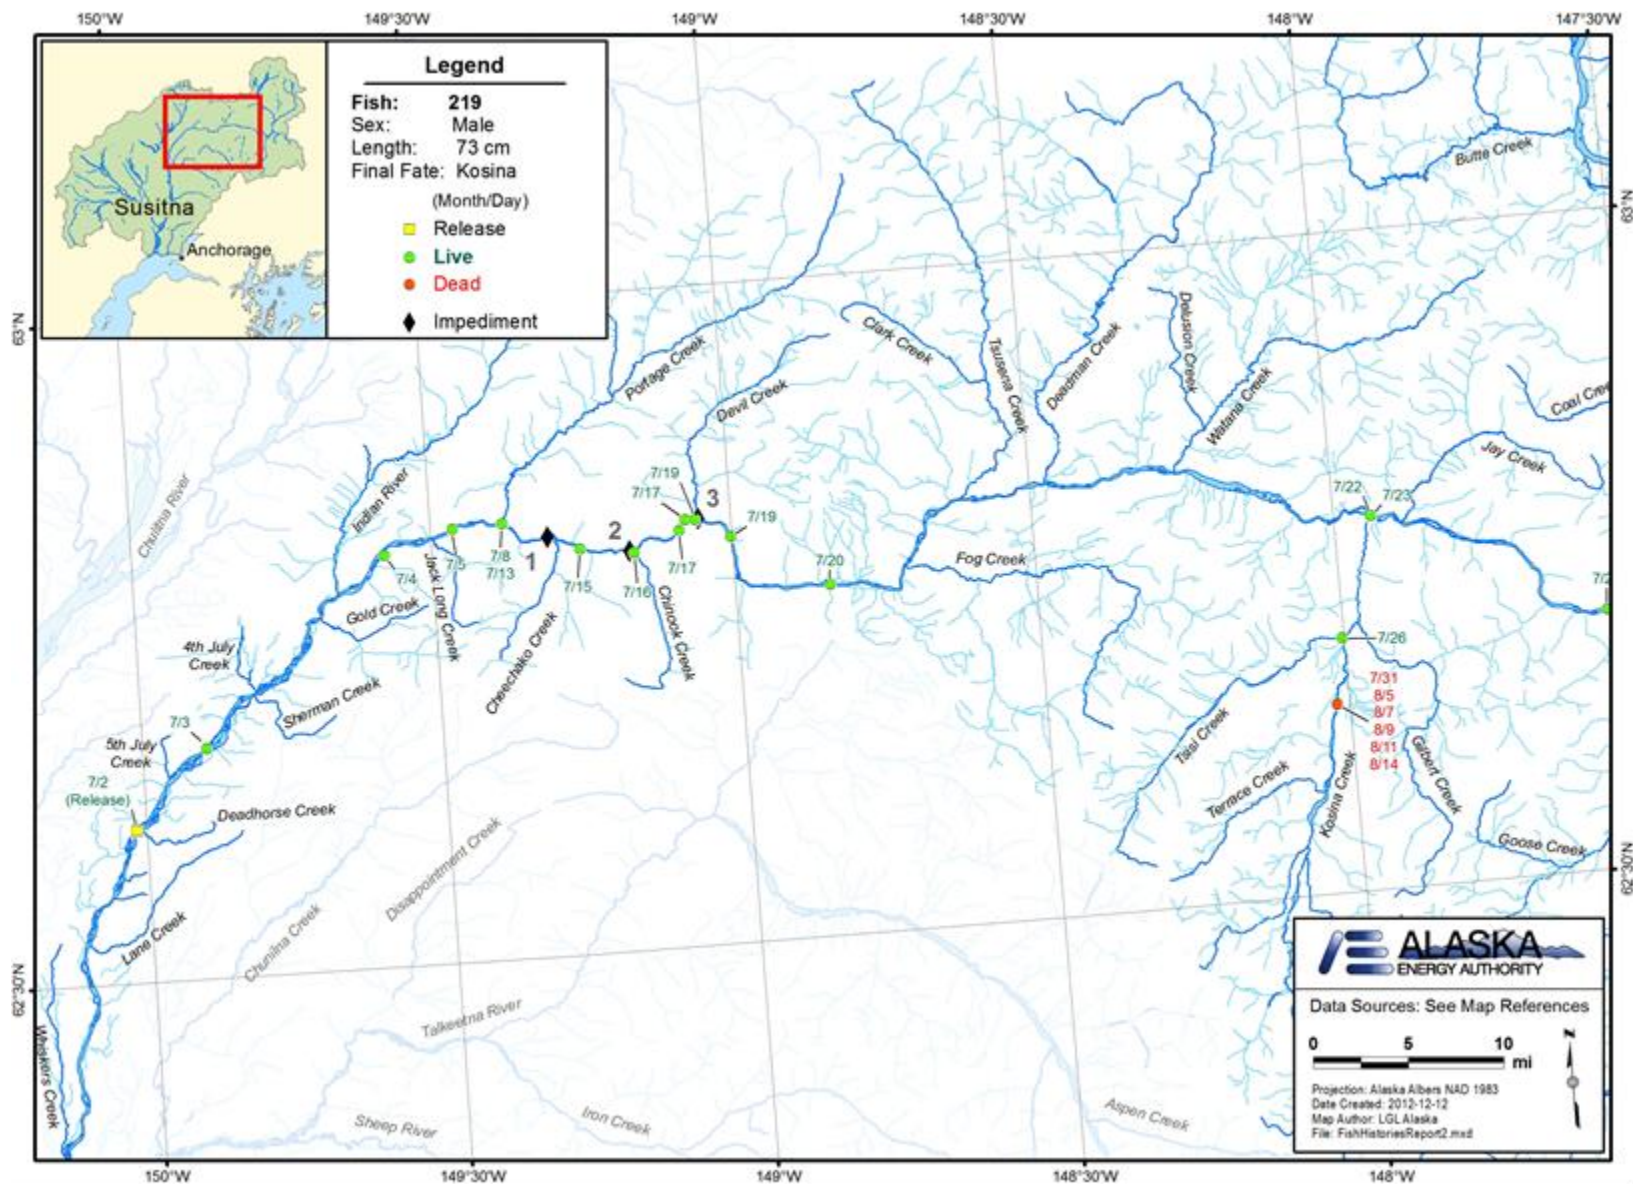 150°W
149°30'W
149°W
148°30'W
148°W
147°30'W
63°N
63°N
62°30'N
62°30'N
Susitna
Anchorage
Legend
Fish: 219
Sex: Male
Length: 73 cm
Final Fate: Kosina
(Month/Day)
Release
Live
Dead
Impediment
Butte Creek
Portage Creek
Clark Creek
Devil Creek
Tsusena Creek
Deadman Creek
Delusion Creek
Watana Creek
Jay Creek
Chulitna River
Indian River
7/19
7/17
3
7/19
7/22
7/23
2
1
7/4
7/5
7/8
7/13
7/15
7/16
7/17
7/20
Fog Creek
Jack Long Creek
Gold Creek
Cheechako Creek
Chinook Creek
4th July
Creek
Sherman Creek
7/26
7/31
8/5
8/7
8/9
8/11
8/14
Tsisi Creek
Terrace Creek
Kosina Creek
Gilbert Creek
Goose Creek
7/3
5th July
Creek
7/2
(Release)
Deadhorse Creek
Lane Creek
Chunilna Creek
Disappointment Creek
Talkeetna River
Whiskers Creek
Sheep River
Iron Creek
Aspen Creek
ALASKA
ENERGY AUTHORITY
Data Sources: See Map References
0 5 10
mi
N
Projection: Alaska Albers NAD 1983
Date Created: 2012-12-12
Map Author: LGL Alaska
File: FishHistoriesReport2.mxd
150°W
149°30'W
149°W
148°30'W
148°W